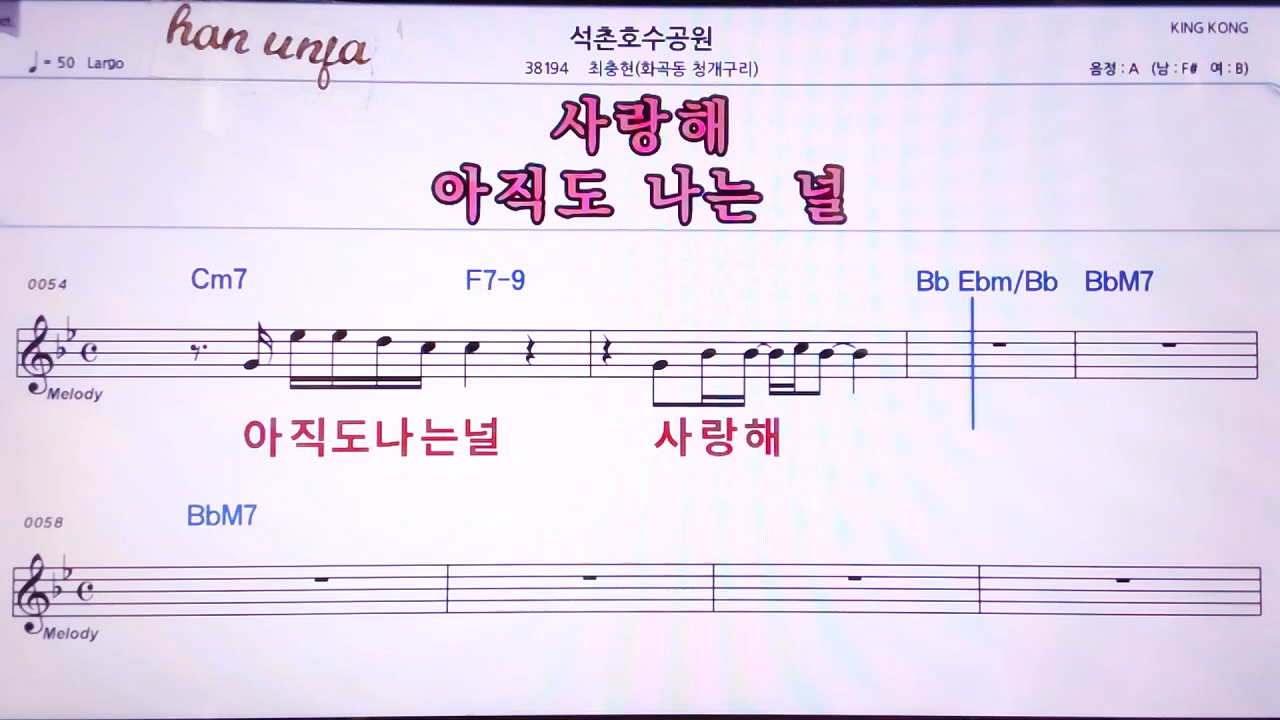 han unfa
석촌호수공원
KING KONG
♩= 50 Largo
38194 최충현(화곡동 청개구리)
음정 : A (남 : F# 여 : B)
사랑해
아직도 나는 널
0054 Cm7 F7-9 Bb Ebm/Bb BbM7
Melody
아직도나는널 사랑해
0058 BbM7
Melody